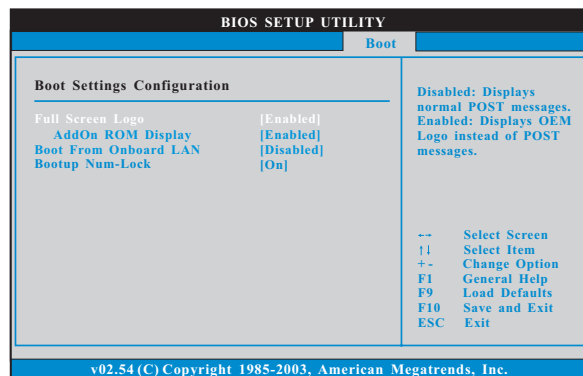 BIOS SETUP UTILITY
Boot
Boot Settings Configuration
Full Screen Logo [Enabled]
AddOn ROM Display [Enabled]
Boot From Onboard LAN [Disabled]
Bootup Num-Lock [On]
Disabled: Displays
normal POST messages.
Enabled: Displays OEM
Logo instead of POST
messages.
←→ Select Screen
↑↓ Select Item
+ - Change Option
F1 General Help
F9 Load Defaults
F10 Save and Exit
ESC Exit
v02.54 (C) Copyright 1985-2003, American Megatrends, Inc.